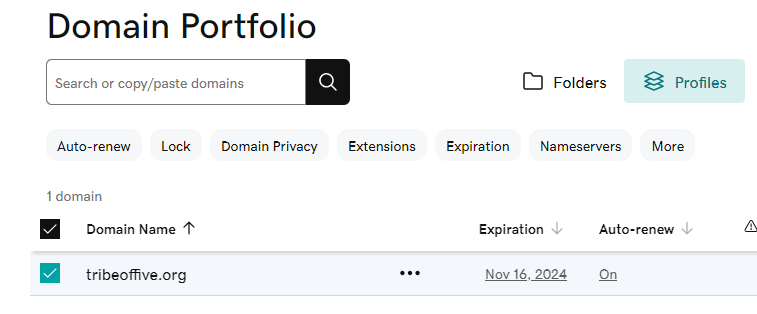 Domain Portfolio
Search or copy/paste domains
Folders
Profiles
Auto-renew Lock Domain Privacy Extensions Expiration Nameservers More
1 domain
Domain Name ↑ Expiration ↓ Auto-renew ↓
tribeoffive.org ••• Nov 16, 2024 On